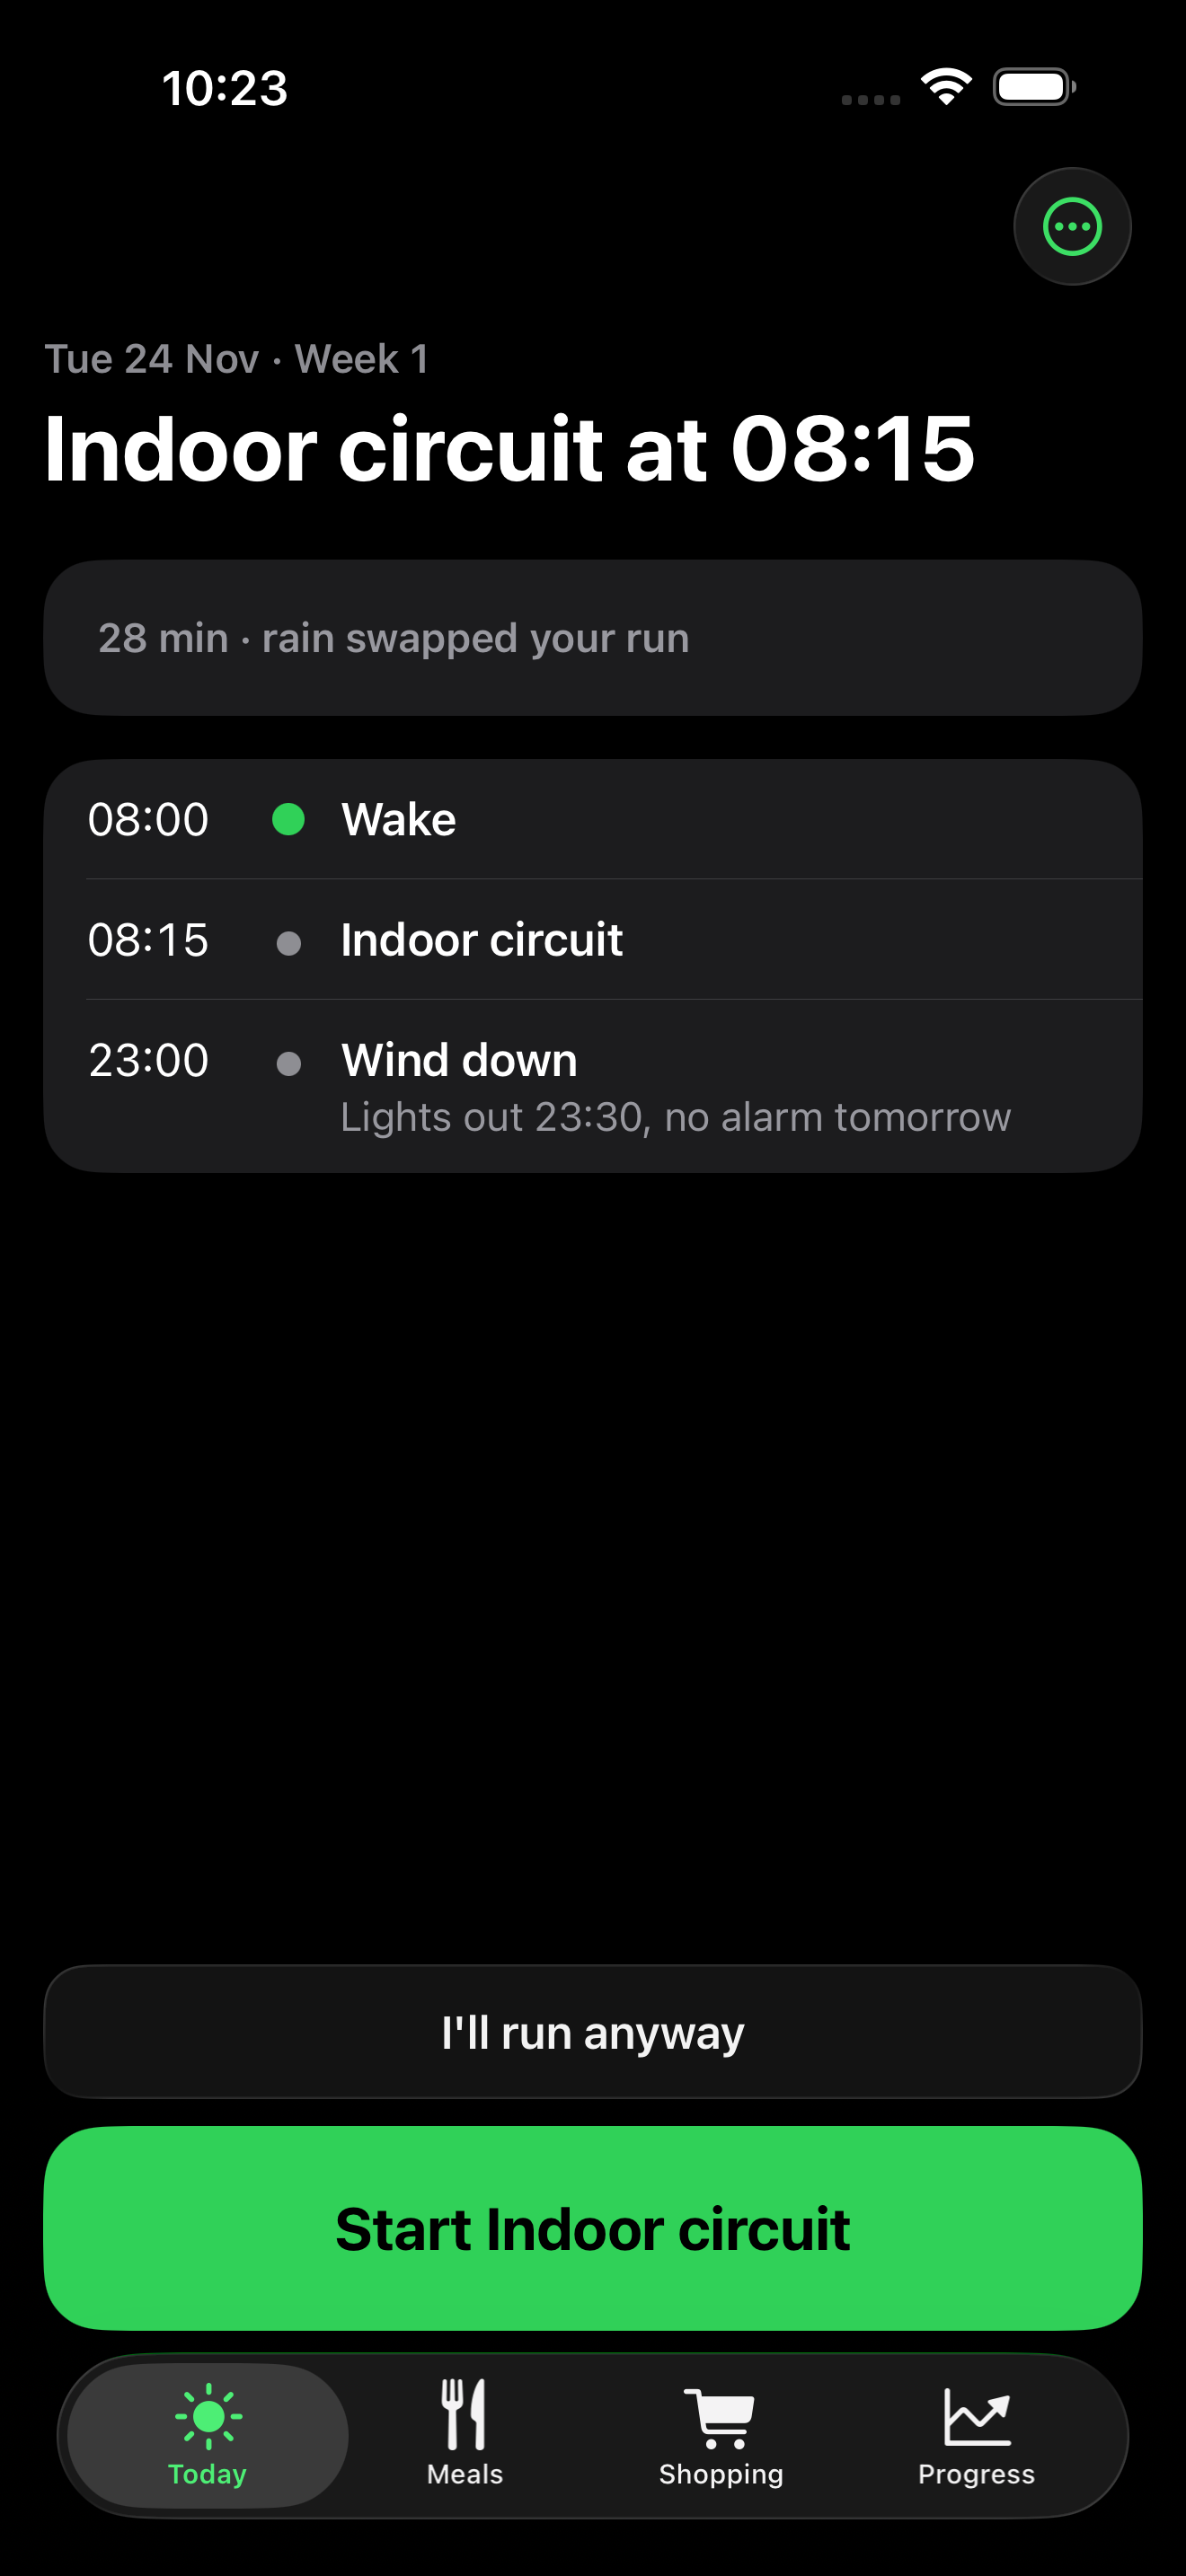 10:23
Tue 24 Nov · Week 1
Indoor circuit at 08:15
28 min · rain swapped your run
08:00 Wake
08:15 Indoor circuit
23:00 Wind down
Lights out 23:30, no alarm tomorrow
I'll run anyway
Start Indoor circuit
Today Meals Shopping Progress